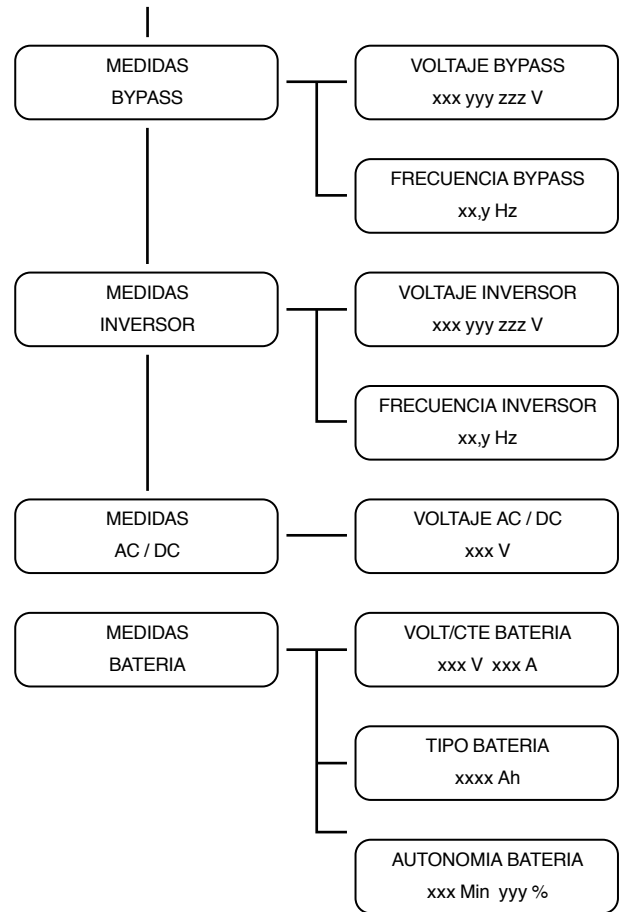 MEDIDAS
BYPASS
VOLTAJE BYPASS
xxx yyy zzz V
FRECUENCIA BYPASS
xx,y Hz
MEDIDAS
INVERSOR
VOLTAJE INVERSOR
xxx yyy zzz V
FRECUENCIA INVERSOR
xx,y Hz
MEDIDAS
AC / DC
VOLTAJE AC / DC
xxx V
MEDIDAS
BATERIA
VOLT/CTE BATERIA
xxx V xxx A
TIPO BATERIA
xxxx Ah
AUTONOMIA BATERIA
xxx Min yyy %